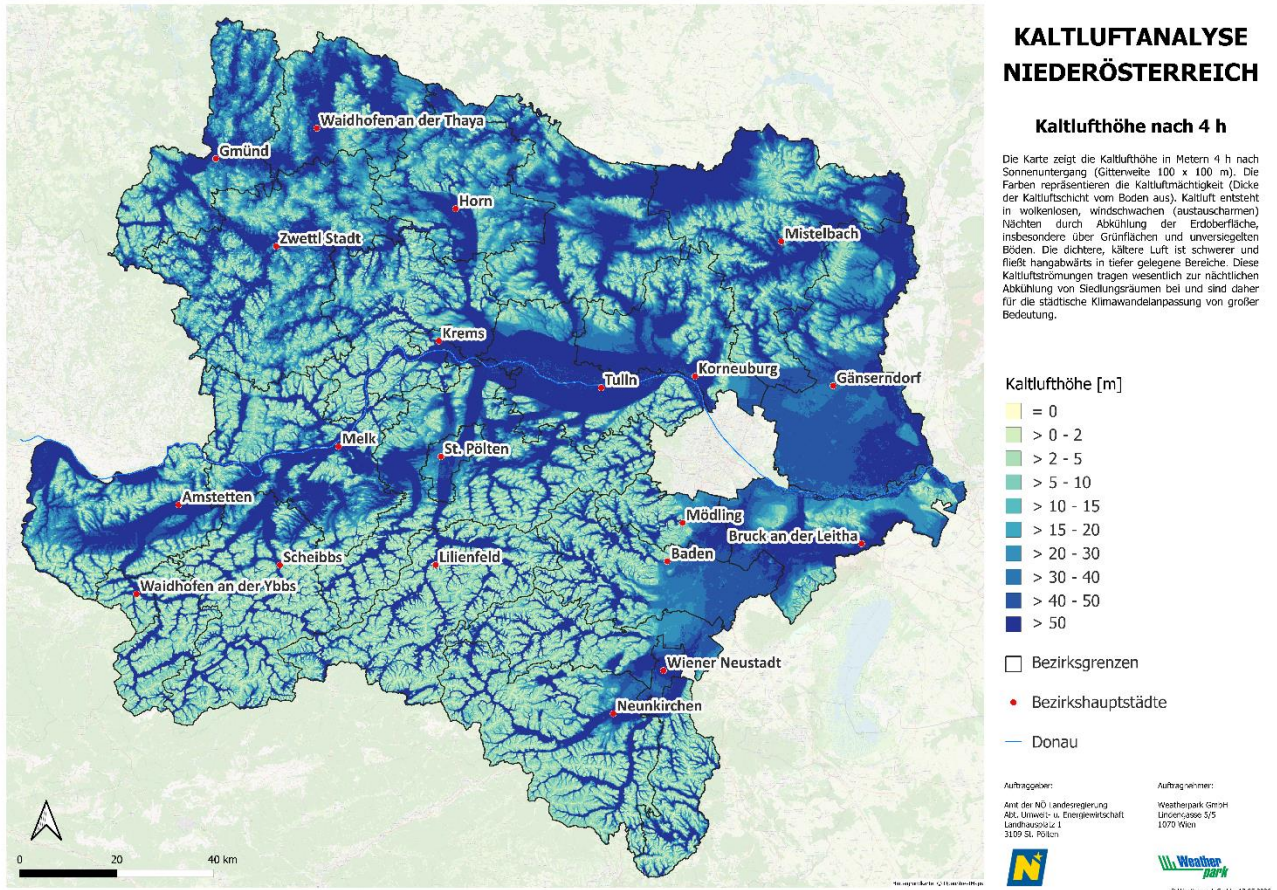 KALTLUFTANALYSE
NIEDERÖSTERREICH
Kaltlufthöhe nach 4 h
Die Karte zeigt die Kaltlufthöhe in Metern 4 h nach
Sonnenuntergang (Gitterweite 100 x 100 m). Die
Farben repräsentieren die Kaltluftmächtigkeit (Dicke
der Kaltluftschicht vom Boden aus). Kaltluft entsteht
in wolkenlosen, windschwachen (austauscharmen)
Nächten durch Abkühlung der Erdoberfläche,
insbesondere über Grünflächen und unversiegelten
Böden. Die dichtere, kältere Luft ist schwerer und
fließt hangabwärts in tiefer gelegene Bereiche. Diese
Kaltluftströmungen tragen wesentlich zur nächtlichen
Abkühlung von Siedlungsräumen bei und sind daher
für die städtische Klimawandelanpassung von großer
Bedeutung.
Kaltlufthöhe [m]
= 0
> 0 - 2
> 2 - 5
> 5 - 10
> 10 - 15
> 15 - 20
> 20 - 30
> 30 - 40
> 40 - 50
> 50
Bezirksgrenzen
Bezirkshauptstädte
Donau
Auftraggeber:
Amt der NÖ Landesregierung
Abt. Umwelt- u. Energiewirtschaft
Landhausplatz 1
3109 St. Pölten
N
Auftragnehmer:
Weatherpark GmbH
Lindengasse 5/5
1070 Wien
Weather
park
Waidhofen an der Thaya
Gmünd
Horn
Zwettl Stadt
Mistelbach
Krems
Korneuburg
Tulln
Gänserndorf
Melk
St. Pölten
Amstetten
Mödling
Bruck an der Leitha
Baden
Scheibbs
Lilienfeld
Waidhofen an der Ybbs
Wiener Neustadt
Neunkirchen
0 20 40 km